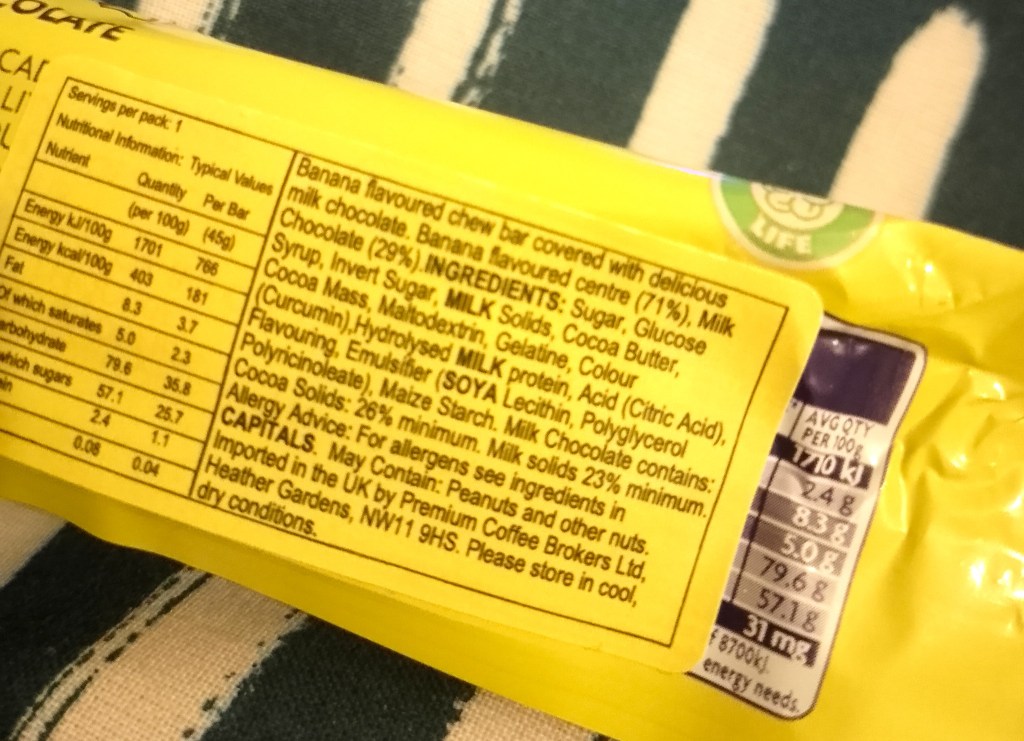 Servings per pack: 1
Nutritional Information: Typical Values
Nutrient Quantity Per Bar
(per 100g) (45g)
Energy kJ/100g 1701 766
Energy kcal/100g 403 181
Fat 8.3 3.7
Of which saturates 5.0 2.3
79.6 35.8
which sugars 57.1 25.7
2.4 1.1
0.08 0.04
Banana flavoured chew bar covered with delicious
milk chocolate. Banana flavoured centre (71%), Milk
Chocolate (29%). INGREDIENTS: Sugar, Glucose
Syrup, Invert Sugar, MILK Solids, Cocoa Butter,
Cocoa Mass, Maltodextrin, Gelatine, Colour
(Curcumin), Hydrolysed MILK protein, Acid (Citric Acid),
Flavouring, Emulsifier (SOYA Lecithin, Polyglycerol
Polyricinoleate), Maize Starch. Milk Chocolate contains:
Cocoa Solids: 26% minimum. Milk solids 23% minimum.
Allergy Advice: For allergens see ingredients in
CAPITALS. May Contain: Peanuts and other nuts.
Imported in the UK by Premium Coffee Brokers Ltd,
Heather Gardens, NW11 9HS. Please store in cool,
dry conditions.
LIFE
AVG QTY
PER 100g
1710 kJ
2.4 g
8.3 g
5.0 g
79.6 g
57.1 g
31 mg
f 8700kJ.
energy needs.